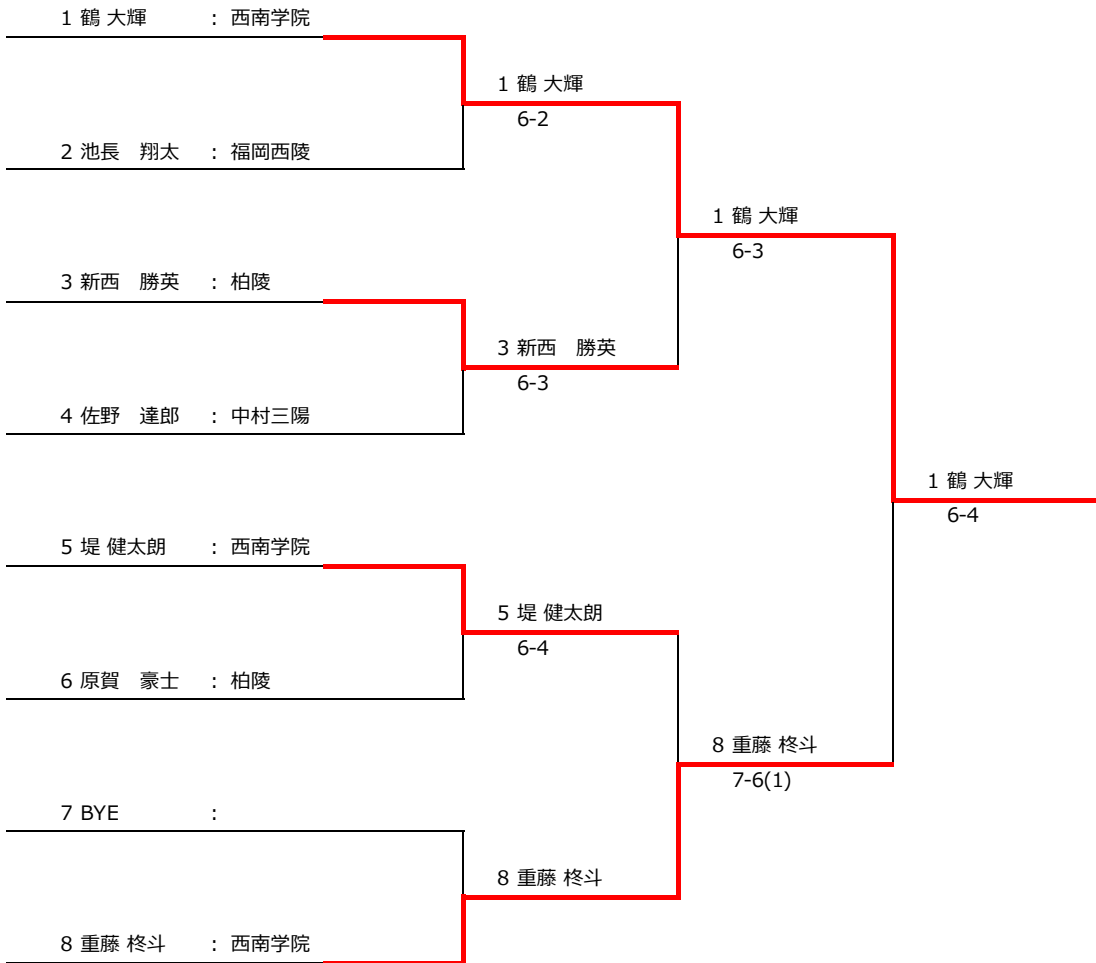 1 鶴 大輝 : 西南学院
1 鶴 大輝
6-2
2 池長　翔太 : 福岡西陵
1 鶴 大輝
6-3
3 新西　勝英 : 柏陵
3 新西　勝英
6-3
4 佐野　達郎 : 中村三陽
1 鶴 大輝
6-4
5 堤 健太朗 : 西南学院
5 堤 健太朗
6-4
6 原賀　豪士 : 柏陵
8 重藤 柊斗
7-6(1)
7 BYE :
8 重藤 柊斗
8 重藤 柊斗 : 西南学院